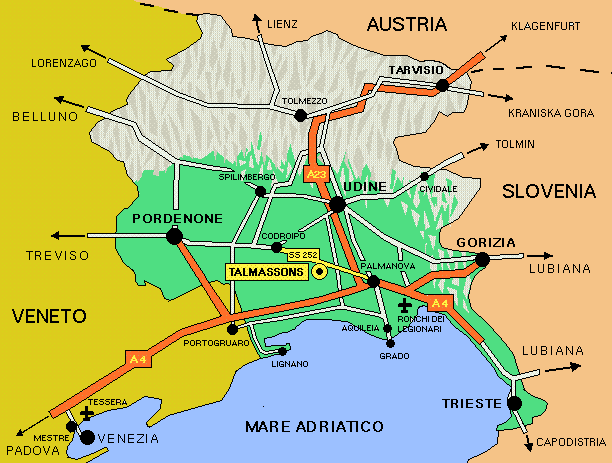 AUSTRIA
LIENZ
KLAGENFURT
LORENZAGO
TARVISIO
TOLMEZZO
BELLUNO
KRANISKA GORA
TOLMIN
A23
SPILIMBERGO
UDINE
CIVIDALE
SLOVENIA
PORDENONE
CODROIPO
GORIZIA
TREVISO
SS 252
PALMANOVA
LUBIANA
TALMASSONS
A4
VENETO
AQUILEIA
RONCHI DEI
LEGIONARI
PORTOGRUARO
GRADO
LIGNANO
LUBIANA
A4
TESSERA
TRIESTE
MARE ADRIATICO
MESTRE
VENEZIA
PADOVA
CAPODISTRIA